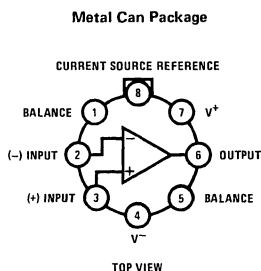 Metal Can Package
CURRENT SOURCE REFERENCE
8
BALANCE 1 7 V+
(−) INPUT 2 − 6 OUTPUT
+
(+) INPUT 3 5 BALANCE
4
V−
TOP VIEW